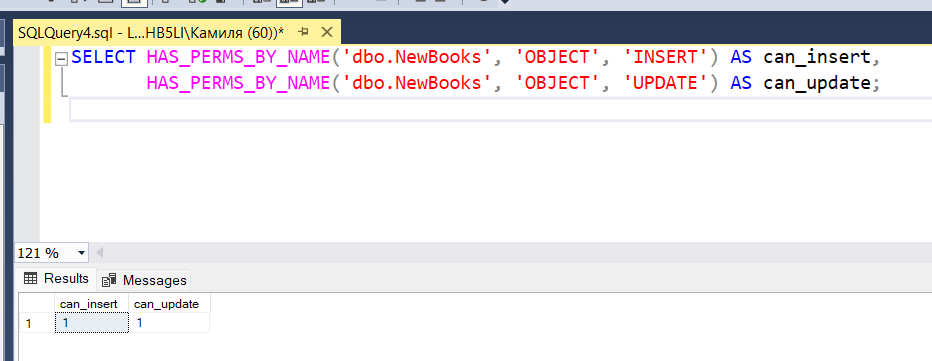 SQLQuery4.sql - L...HB5LI\Камиля (60))*
SELECT HAS_PERMS_BY_NAME('dbo.NewBooks', 'OBJECT', 'INSERT') AS can_insert,
HAS_PERMS_BY_NAME('dbo.NewBooks', 'OBJECT', 'UPDATE') AS can_update;
121 %
Results Messages
can_insert can_update
1 1 1